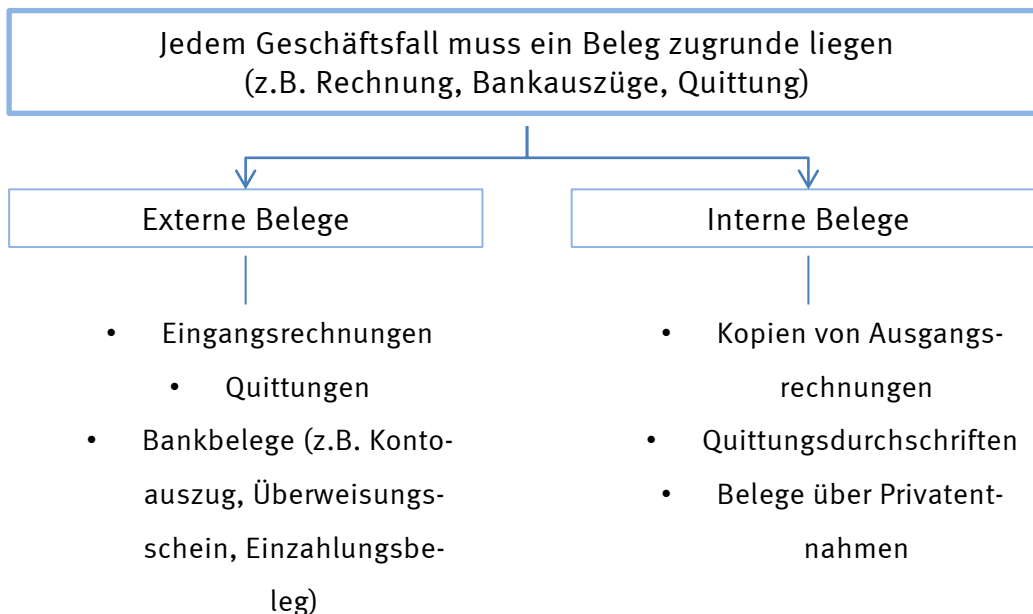 Jedem Geschäftsfall muss ein Beleg zugrunde liegen
(z.B. Rechnung, Bankauszüge, Quittung)
Externe Belege
• Eingangsrechnungen
• Quittungen
• Bankbelege (z.B. Konto-
auszug, Überweisungs-
schein, Einzahlungsbe-
leg)
Interne Belege
• Kopien von Ausgangs-
rechnungen
• Quittungsdurchschriften
• Belege über Privatent-
nahmen